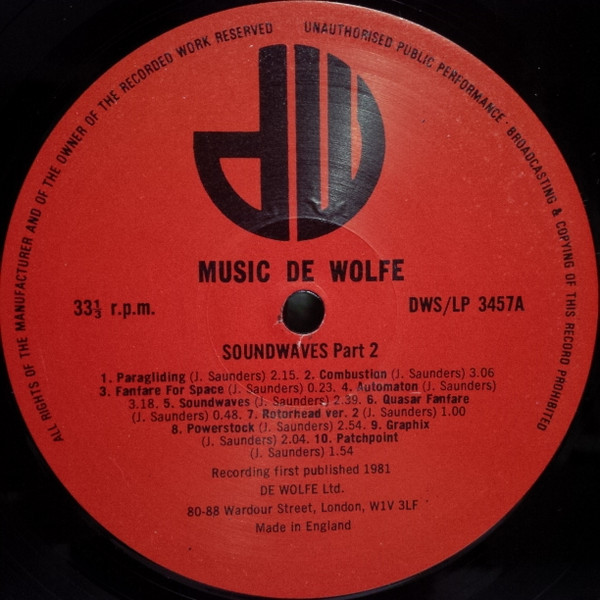 ALL RIGHTS OF THE MANUFACTURER AND OF THE OWNER OF THE RECORDED WORK RESERVED
UNAUTHORISED PUBLIC PERFORMANCE · BROADCASTING & COPYING OF THIS RECORD PROHIBITED
dW
MUSIC DE WOLFE
33⅓ r.p.m.
DWS/LP 3457A
SOUNDWAVES Part 2
1. Paragliding (J. Saunders) 2.15. 2. Combustion (J. Saunders) 3.06
3. Fanfare For Space (J. Saunders) 0.23. 4. Automaton (J. Saunders)
3.18. 5. Soundwaves (J. Saunders) 2.39. 6. Quasar Fanfare
(J. Saunders) 0.48. 7. Rotorhead ver. 2 (J. Saunders) 1.00
8. Powerstock (J. Saunders) 2.54. 9. Graphix
(J. Saunders) 2.04. 10. Patchpoint
(J. Saunders) 1.54
Recording first published 1981
DE WOLFE Ltd.
80-88 Wardour Street, London, W1V 3LF
Made in England